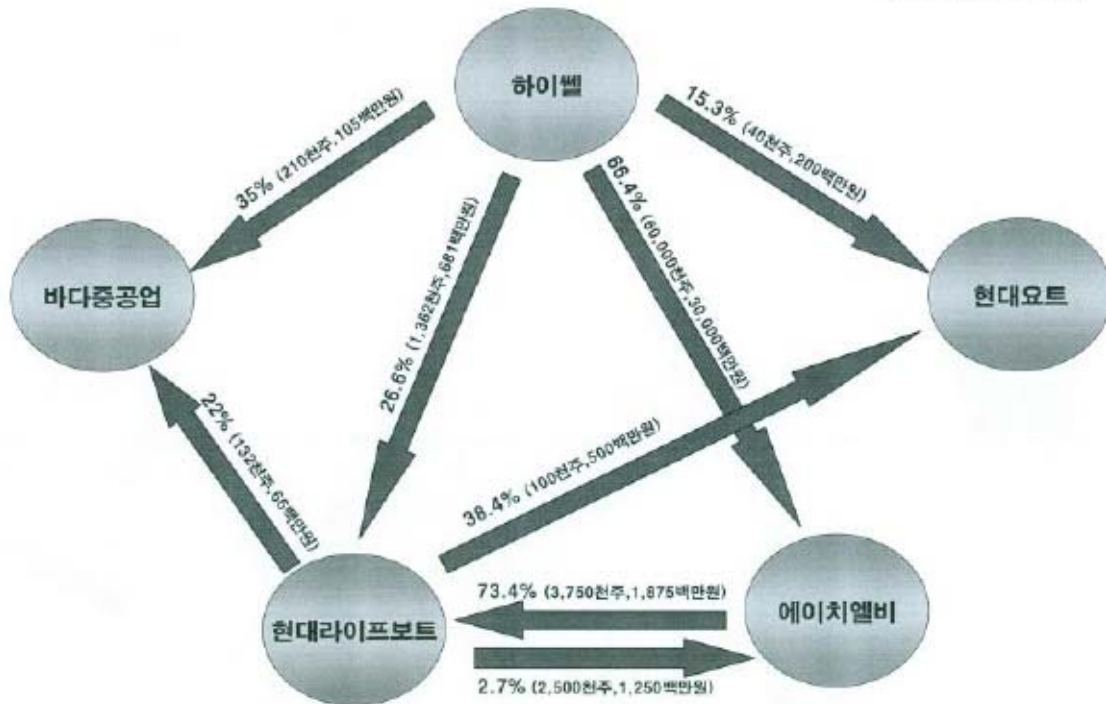 하이쎌
35% (210천주,105백만원)
15.3% (40천주,200백만원)
26.6% (1,362천주,681백만원)
66.4% (60,000천주,30,000백만원)
바다중공업
현대요트
22% (132천주,66백만원)
38.4% (100천주,500백만원)
현대라이프보트
73.4% (3,750천주,1,875백만원)
2.7% (2,500천주,1,250백만원)
에이치엘비